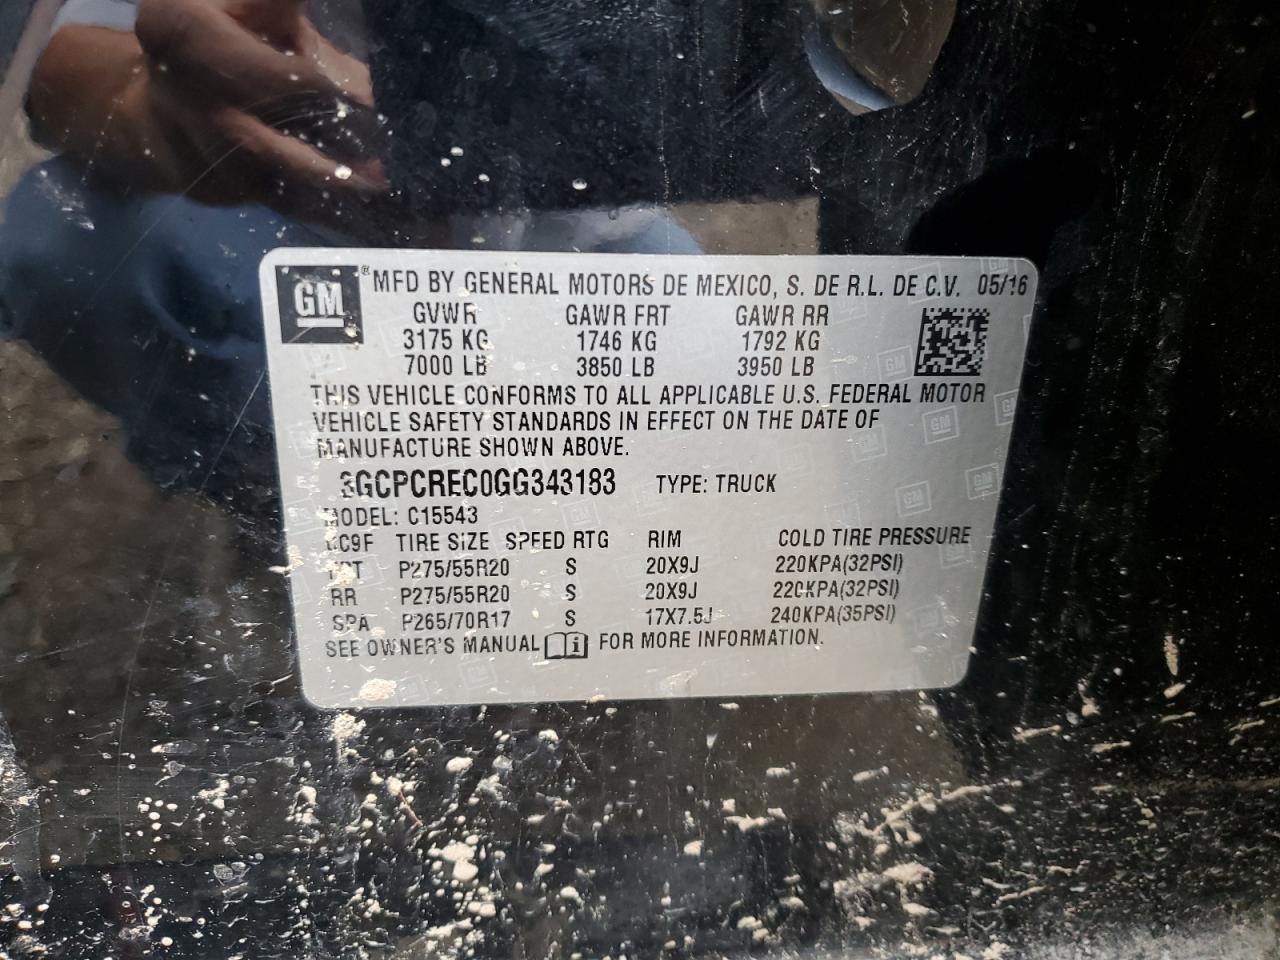 GM ® MFD BY GENERAL MOTORS DE MEXICO, S. DE R.L. DE C.V. 05/16
GVWR GAWR FRT GAWR RR
3175 KG 1746 KG 1792 KG
7000 LB 3850 LB 3950 LB
THIS VEHICLE CONFORMS TO ALL APPLICABLE U.S. FEDERAL MOTOR
VEHICLE SAFETY STANDARDS IN EFFECT ON THE DATE OF
MANUFACTURE SHOWN ABOVE.
3GCPCREC0GG343183 TYPE: TRUCK
MODEL: C15543
TIRE SIZE SPEED RTG RIM COLD TIRE PRESSURE
P275/55R20 S 20X9J 220KPA(32PSI)
RR P275/55R20 S 20X9J 220KPA(32PSI)
SPA P265/70R17 S 17X7.5J 240KPA(35PSI)
SEE OWNER'S MANUAL i FOR MORE INFORMATION.